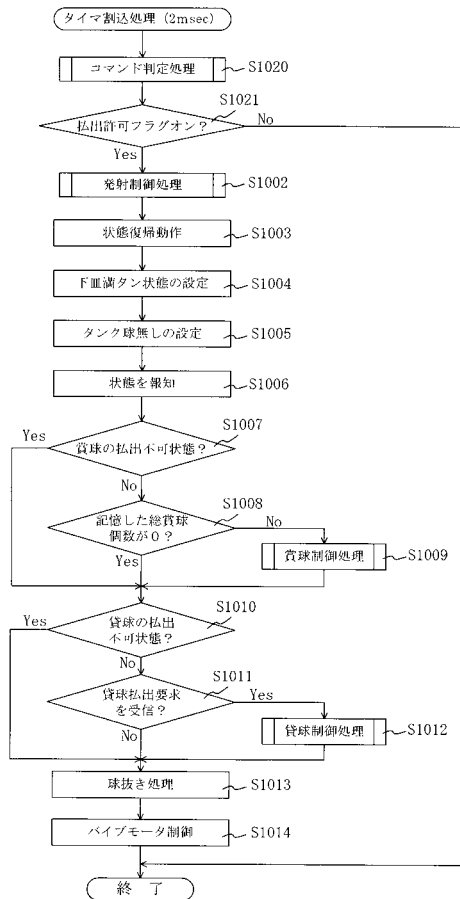 タイマ割込処理(2msec)
コマンド判定処理
S1020
S1021
払出許可フラグオン?
No
Yes
発射制御処理
S1002
状態復帰動作
S1003
下皿満タン状態の設定
S1004
タンク球無しの設定
S1005
状態を報知
S1006
S1007
Yes
賞球の払出不可状態?
No
S1008
記憶した総賞球
個数が0?
No
Yes
賞球制御処理
S1009
S1010
Yes
貸球の払出
不可状態?
No
S1011
貸球払出要求
を受信?
Yes
No
貸球制御処理
S1012
球抜き処理
S1013
バイブモータ制御
S1014
終 了